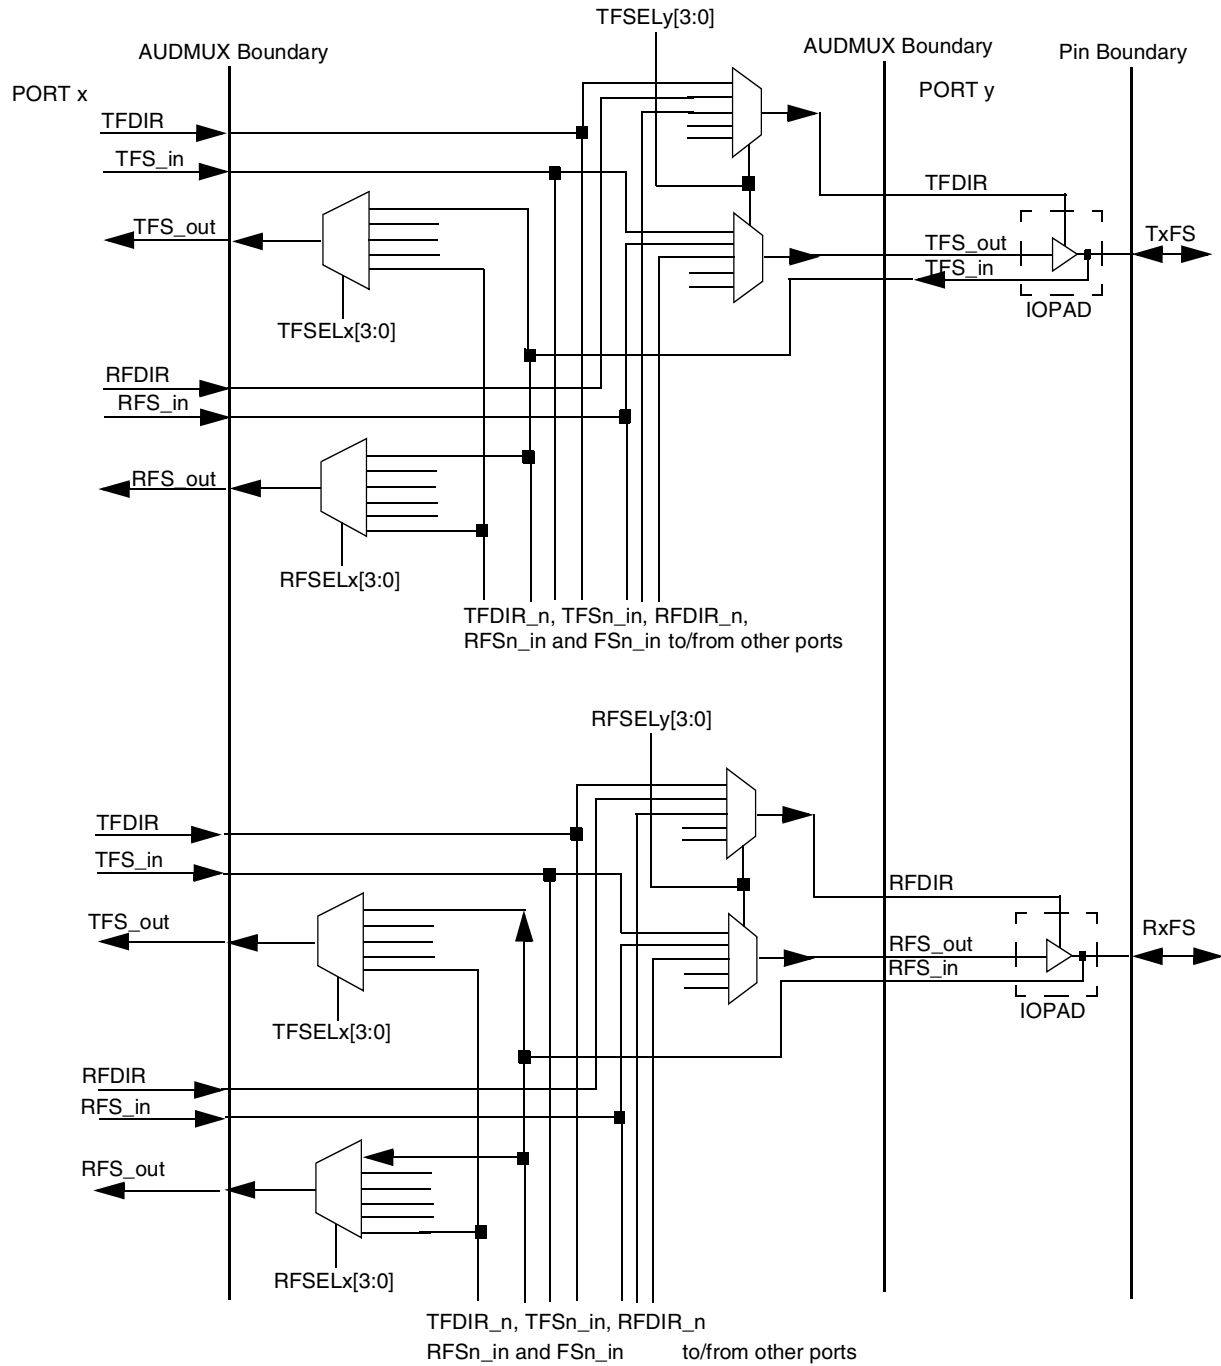 TFSELy[3:0]
AUDMUX Boundary
AUDMUX Boundary
Pin Boundary
PORT x
PORT y
TFDIR
TFS_in
TFDIR
TFS_out
TFS_out
TxFS
TFS_in
IOPAD
TFSELx[3:0]
RFDIR
RFS_in
RFS_out
RFSELx[3:0]
TFDIR_n, TFSn_in, RFDIR_n,
RFSn_in and FSn_in to/from other ports
RFSELy[3:0]
TFDIR
TFS_in
RFDIR
TFS_out
RFS_out
RxFS
RFS_in
IOPAD
TFSELx[3:0]
RFDIR
RFS_in
RFS_out
RFSELx[3:0]
TFDIR_n, TFSn_in, RFDIR_n
RFSn_in and FSn_in to/from other ports